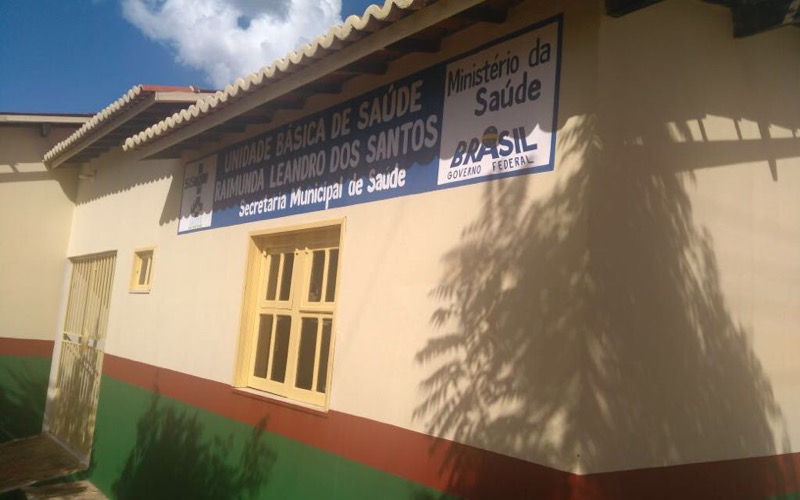 UNIDADE BÁSICA DE SAÚDE
RAIMUNDA LEANDRO DOS SANTOS
Secretaria Municipal de Saúde
Ministério da
Saúde
BRASIL
GOVERNO FEDERAL